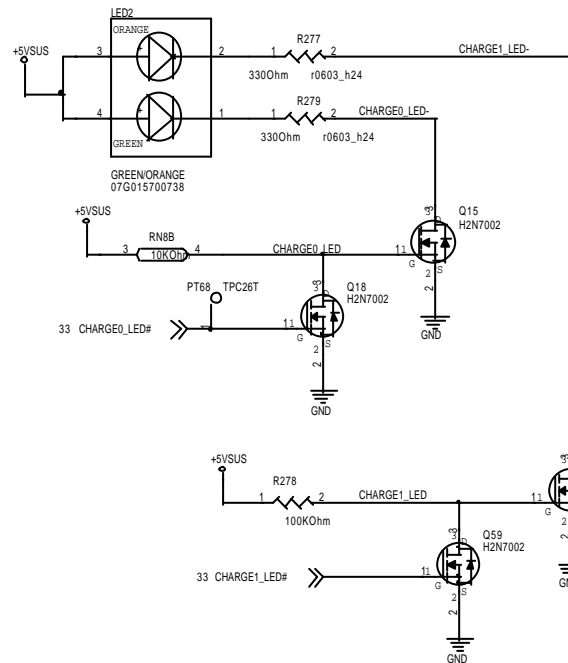 LED2
ORANGE
+5VSUS
3
+
2
1
R277
2
CHARGE1_LED-
330Ohm
r0603_h24
4
+
1
1
R279
2
CHARGE0_LED-
GREEN
330Ohm
r0603_h24
GREEN/ORANGE
07G015700738
+5VSUS
3
RN8B
4
10KOhm
CHARGE0_LED
11
G
3
D
S
2
2
Q15
H2N7002
GND
PT68
TPC26T
1
33 CHARGE0_LED#
11
G
3
D
S
2
2
Q18
H2N7002
GND
+5VSUS
1
R278
2
100KOhm
CHARGE1_LED
11
G
3
2
2
33 CHARGE1_LED#
11
G
3
D
S
2
2
Q59
H2N7002
GND